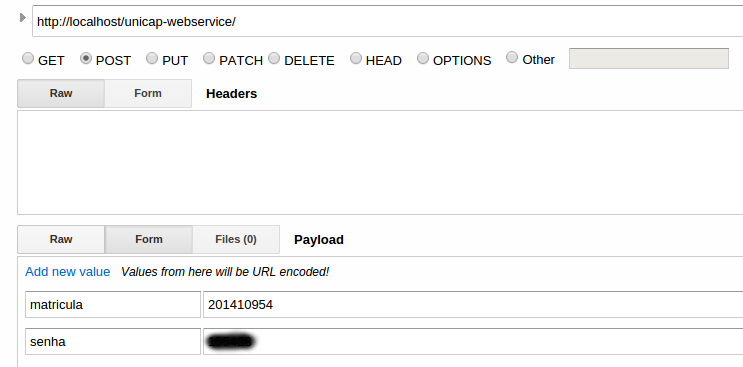 http://localhost/unicap-webservice/
GET POST PUT PATCH DELETE HEAD OPTIONS Other
Raw Form Headers
Raw Form Files (0) Payload
Add new value Values from here will be URL encoded!
matricula 201410954
senha